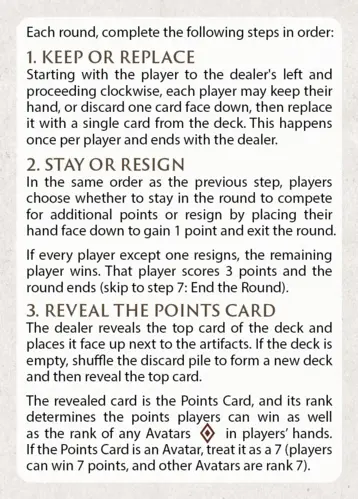 Each round, complete the following steps in order:
1. KEEP OR REPLACE
Starting with the player to the dealer's left and
proceeding clockwise, each player may keep their
hand, or discard one card face down, then replace
it with a single card from the deck. This happens
once per player and ends with the dealer.
2. STAY OR RESIGN
In the same order as the previous step, players
choose whether to stay in the round to compete
for additional points or resign by placing their
hand face down to gain 1 point and exit the round.
If every player except one resigns, the remaining
player wins. That player scores 3 points and the
round ends (skip to step 7: End the Round).
3. REVEAL THE POINTS CARD
The dealer reveals the top card of the deck and
places it face up next to the artifacts. If the deck is
empty, shuffle the discard pile to form a new deck
and then reveal the top card.
The revealed card is the Points Card, and its rank
determines the points players can win as well
as the rank of any Avatars in players' hands.
If the Points Card is an Avatar, treat it as a 7 (players
can win 7 points, and other Avatars are rank 7).